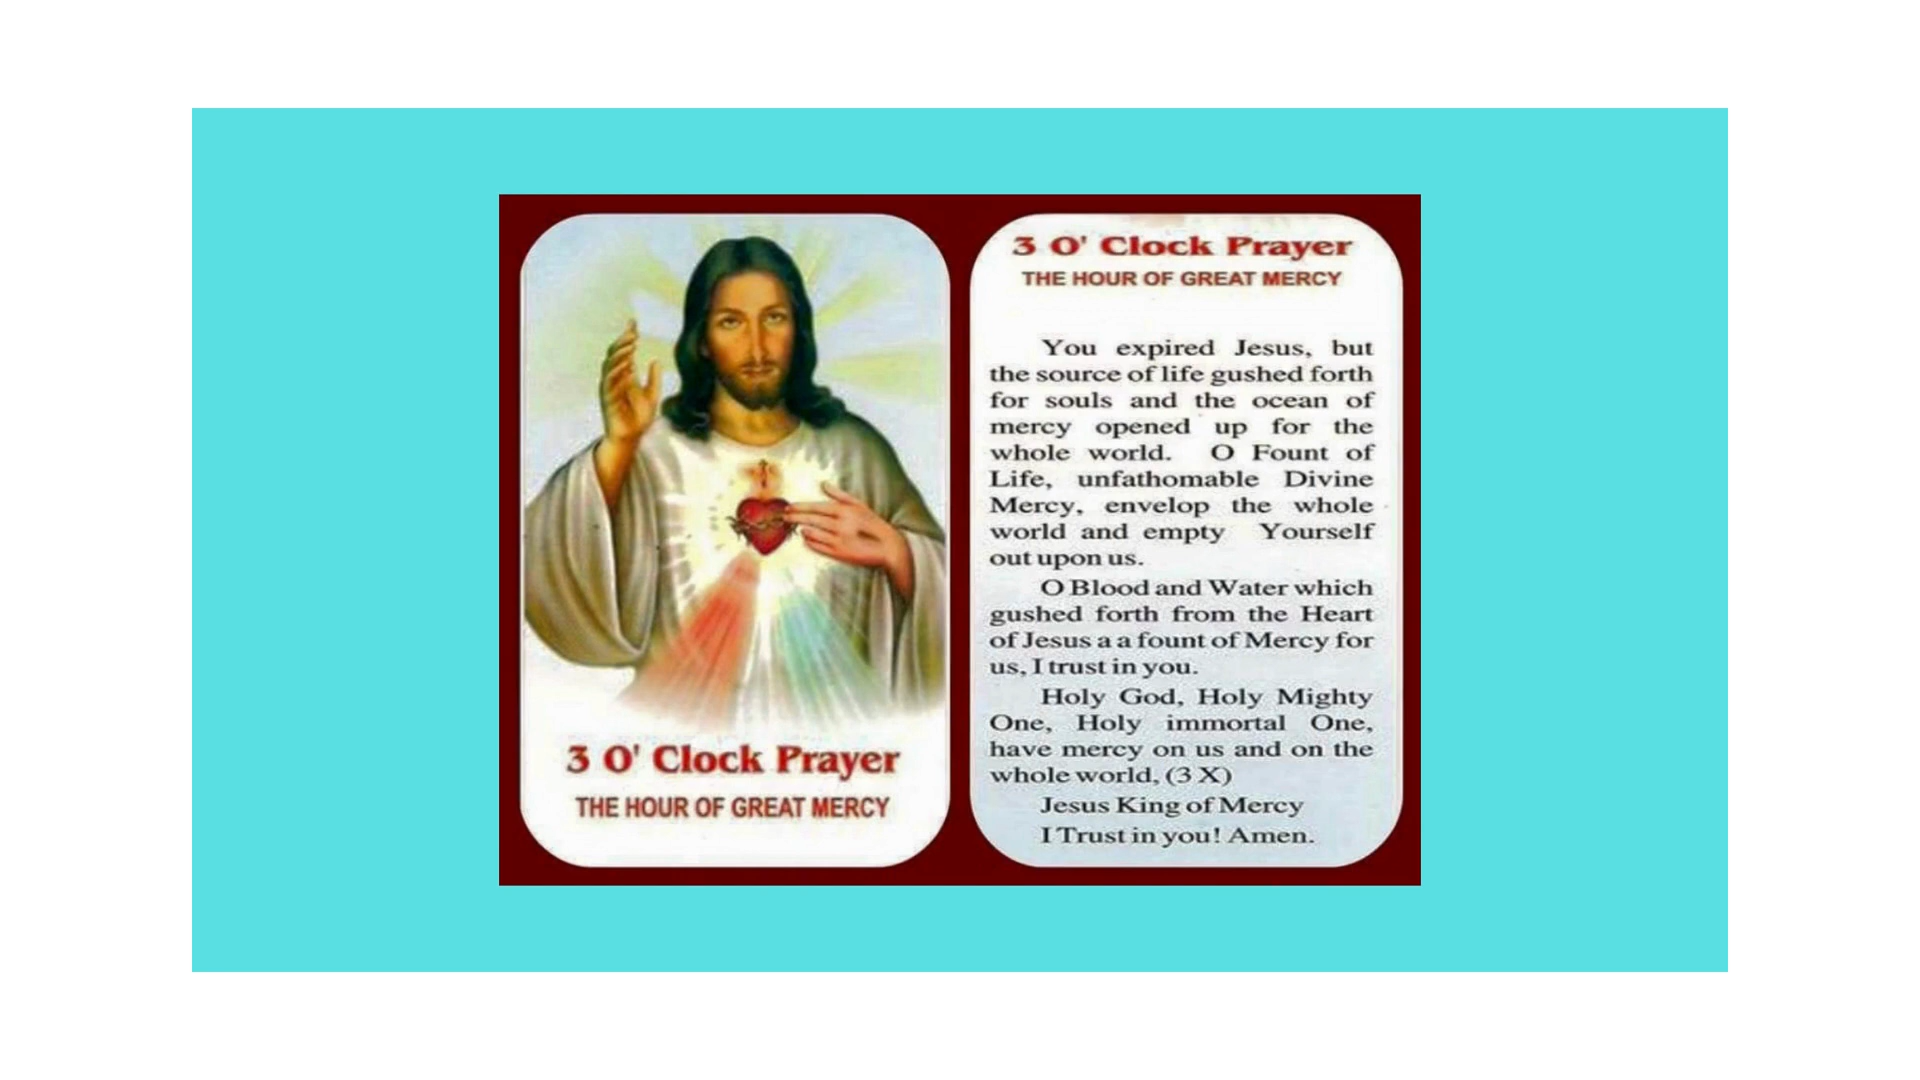 3 O' Clock Prayer
THE HOUR OF GREAT MERCY
3 O' Clock Prayer
THE HOUR OF GREAT MERCY
You expired Jesus, but
the source of life gushed forth
for souls and the ocean of
mercy opened up for the
whole world. O Fount of
Life, unfathomable Divine
Mercy, envelop the whole
world and empty Yourself
out upon us.
O Blood and Water which
gushed forth from the Heart
of Jesus a a fount of Mercy for
us, I trust in you.
Holy God, Holy Mighty
One, Holy immortal One,
have mercy on us and on the
whole world, (3 X)
Jesus King of Mercy
I Trust in you! Amen.